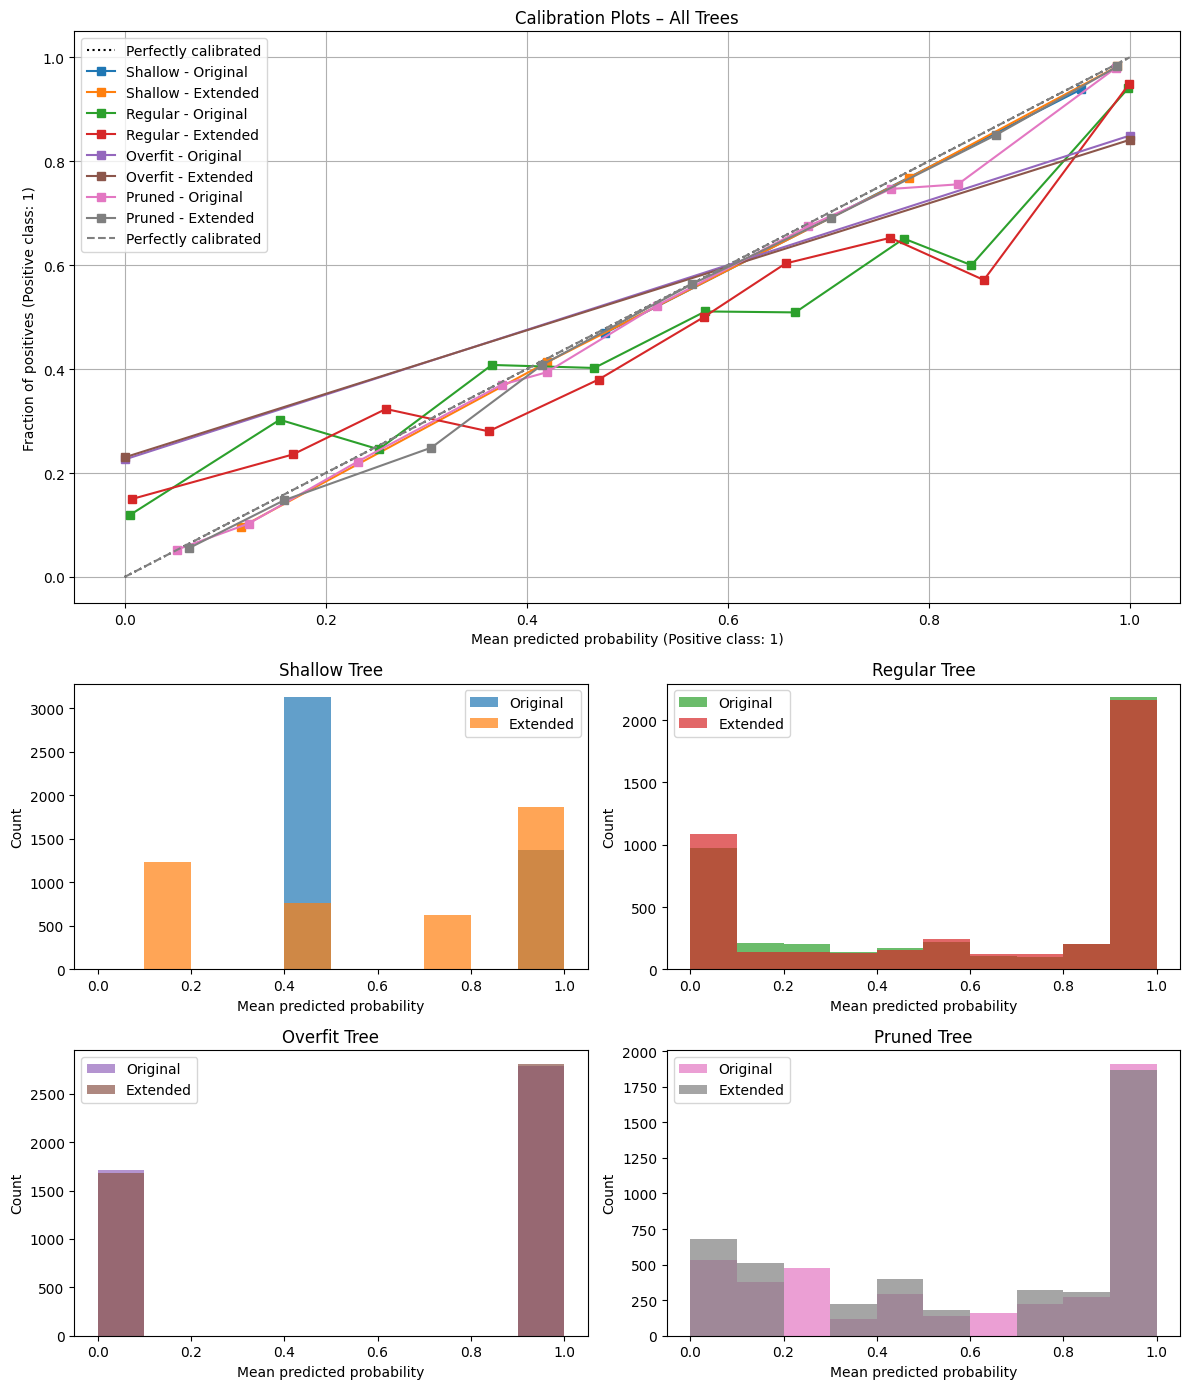 Calibration Plots – All Trees
Perfectly calibrated
Shallow - Original
Shallow - Extended
Regular - Original
Regular - Extended
Overfit - Original
Overfit - Extended
Pruned - Original
Pruned - Extended
Perfectly calibrated
Fraction of positives (Positive class: 1)
1.0
0.8
0.6
0.4
0.2
0.0
0.0 0.2 0.4 0.6 0.8 1.0
Mean predicted probability (Positive class: 1)
Shallow Tree
Original
Extended
Count
3000
2500
2000
1500
1000
500
0
0.0 0.2 0.4 0.6 0.8 1.0
Mean predicted probability
Regular Tree
Original
Extended
Count
2000
1500
1000
500
0
0.0 0.2 0.4 0.6 0.8 1.0
Mean predicted probability
Overfit Tree
Original
Extended
Count
2500
2000
1500
1000
500
0
0.0 0.2 0.4 0.6 0.8 1.0
Mean predicted probability
Pruned Tree
Original
Extended
Count
2000
1750
1500
1250
1000
750
500
250
0
0.0 0.2 0.4 0.6 0.8 1.0
Mean predicted probability